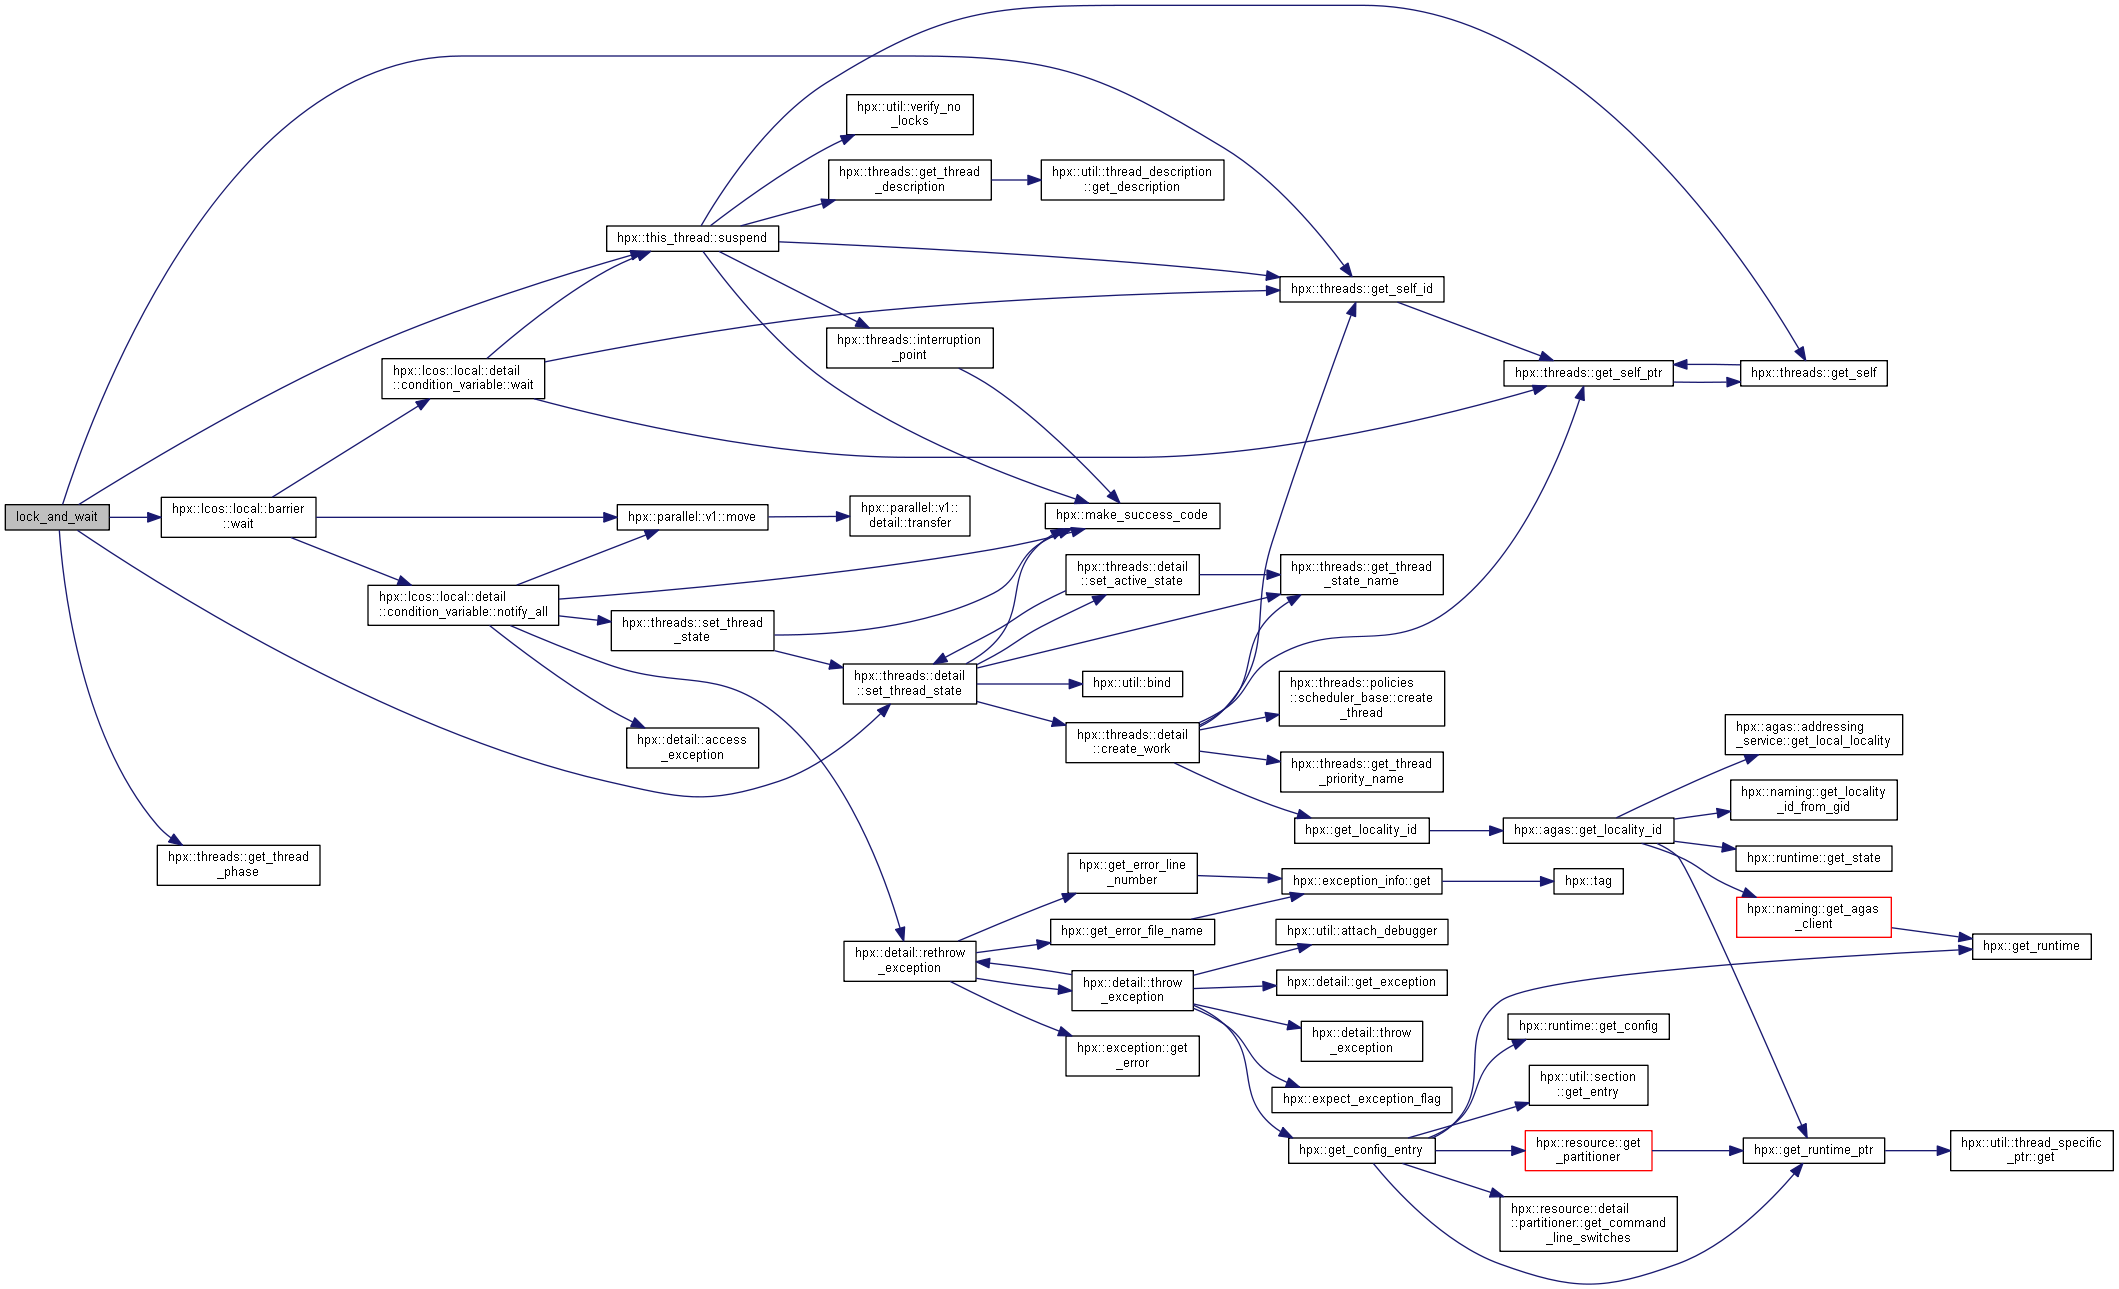 lock_and_wait
hpx::lcos::local::barrier
::wait
hpx::threads::get_thread
_phase
hpx::lcos::local::detail
::condition_variable::wait
hpx::lcos::local::detail
::condition_variable::notify_all
hpx::this_thread::suspend
hpx::parallel::v1::move
hpx::threads::set_thread
_state
hpx::detail::access
_exception
hpx::util::verify_no
_locks
hpx::threads::get_thread
_description
hpx::threads::interruption
_point
hpx::parallel::v1::
detail::transfer
hpx::threads::detail
::set_thread_state
hpx::detail::rethrow
_exception
hpx::util::thread_description
::get_description
hpx::make_success_code
hpx::threads::detail
::set_active_state
hpx::util::bind
hpx::threads::detail
::create_work
hpx::get_error_line
_number
hpx::get_error_file_name
hpx::detail::throw
_exception
hpx::exception::get
_error
hpx::threads::get_self_id
hpx::threads::get_thread
_state_name
hpx::threads::policies
::scheduler_base::create
_thread
hpx::threads::get_thread
_priority_name
hpx::get_locality_id
hpx::exception_info::get
hpx::util::attach_debugger
hpx::detail::get_exception
hpx::detail::throw
_exception
hpx::expect_exception_flag
hpx::get_config_entry
hpx::threads::get_self_ptr
hpx::agas::get_locality_id
hpx::tag
hpx::runtime::get_config
hpx::util::section
::get_entry
hpx::resource::get
_partitioner
hpx::resource::detail
::partitioner::get_command
_line_switches
hpx::threads::get_self
hpx::agas::addressing
_service::get_local_locality
hpx::naming::get_locality
_id_from_gid
hpx::runtime::get_state
hpx::naming::get_agas
_client
hpx::get_runtime_ptr
hpx::get_runtime
hpx::util::thread_specific
_ptr::get